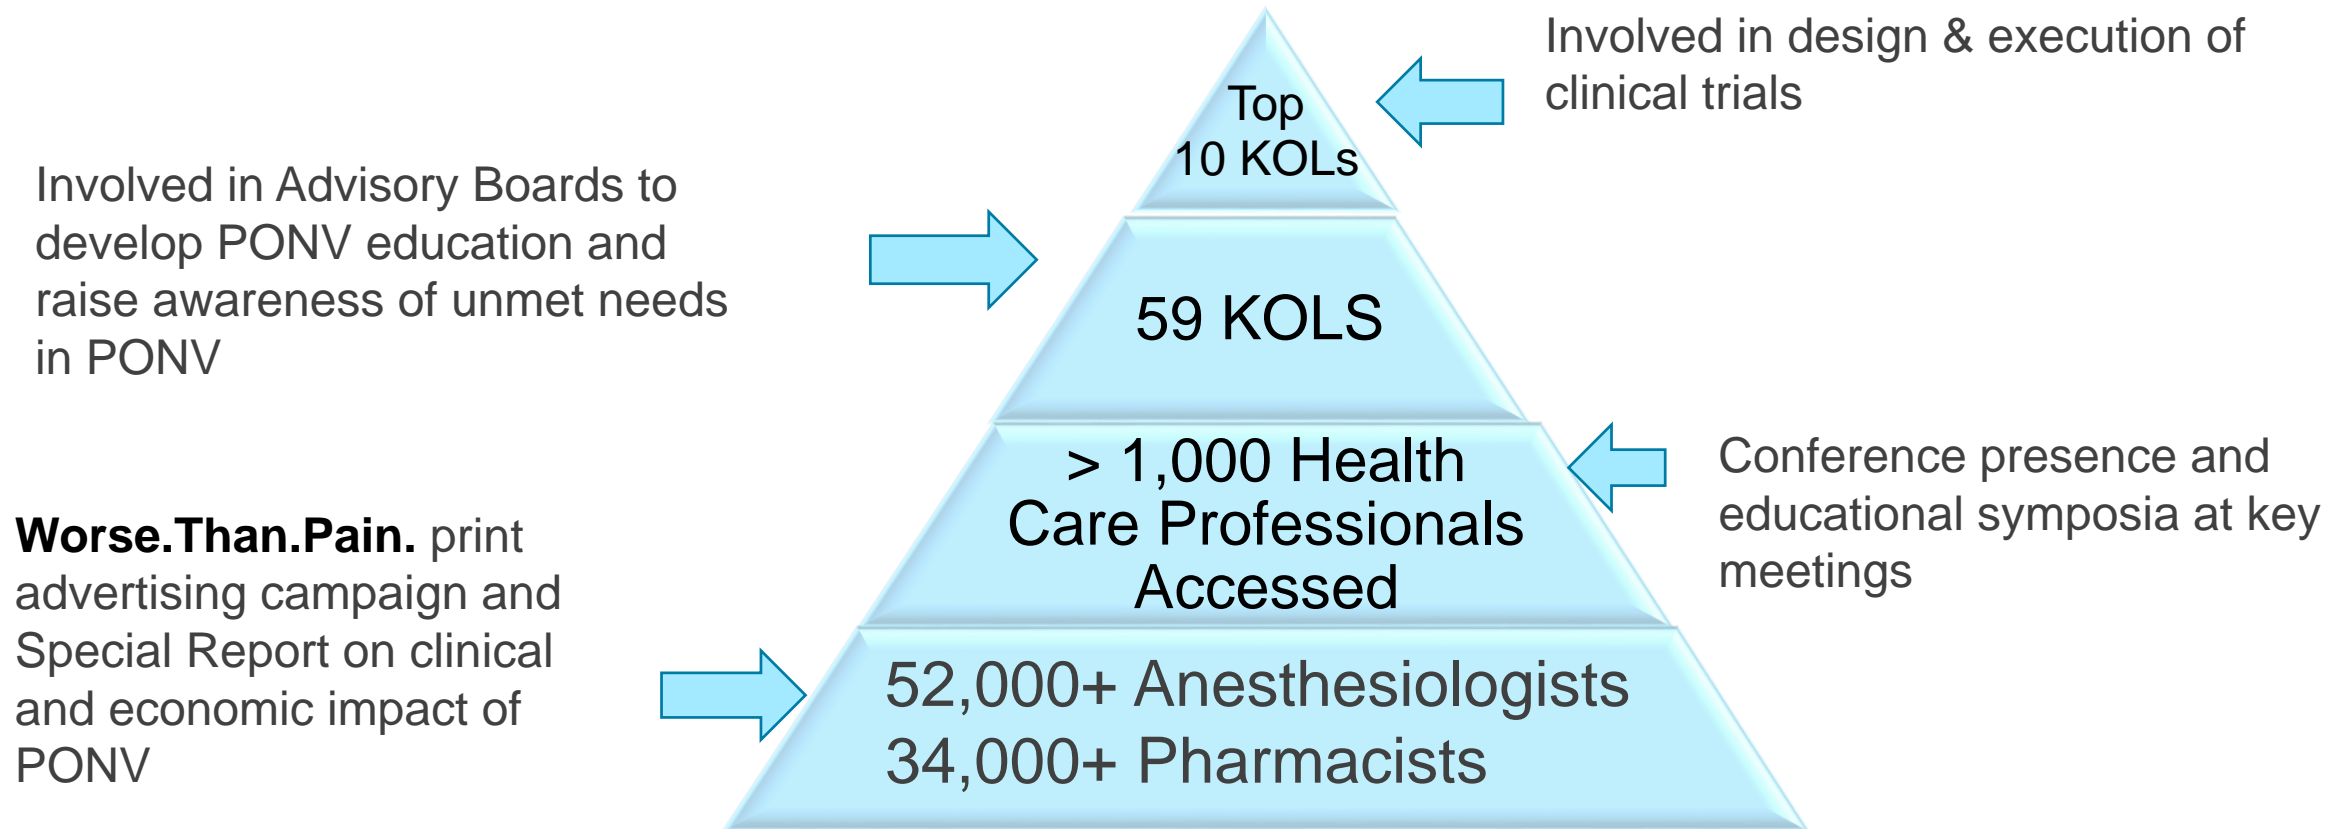 Involved in design & execution of
clinical trials
Top
10 KOLs
Involved in Advisory Boards to
develop PONV education and
raise awareness of unmet needs
in PONV
59 KOLS
> 1,000 Health
Care Professionals
Accessed
Conference presence and
educational symposia at key
meetings
Worse.Than.Pain. print
advertising campaign and
Special Report on clinical
and economic impact of
PONV
52,000+ Anesthesiologists
34,000+ Pharmacists